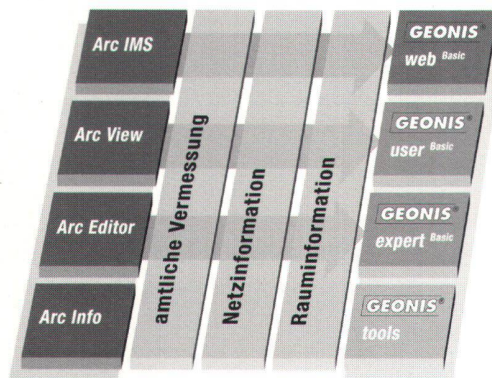 Arc IMS
Arc View
Arc Editor
Arc Info
amtliche Vermessung
Netzinformation
Rauminformation
GEONIS®
web Basic
GEONIS®
user Basic
GEONIS®
expert Basic
GEONIS®
tools